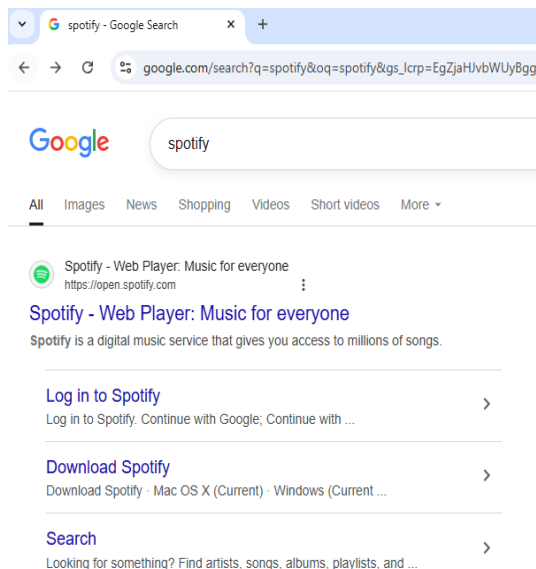 spotify - Google Search
google.com/search?q=spotify&oq=spotify&gs_lcrp=EgZjaHJvbWUyBgg
Google
spotify
All Images News Shopping Videos Short videos More
Spotify - Web Player: Music for everyone
https://open.spotify.com
Spotify - Web Player: Music for everyone
Spotify is a digital music service that gives you access to millions of songs.
Log in to Spotify
Log in to Spotify. Continue with Google; Continue with ...
Download Spotify
Download Spotify · Mac OS X (Current) · Windows (Current ...
Search
Looking for something? Find artists, songs, albums, playlists, and ...